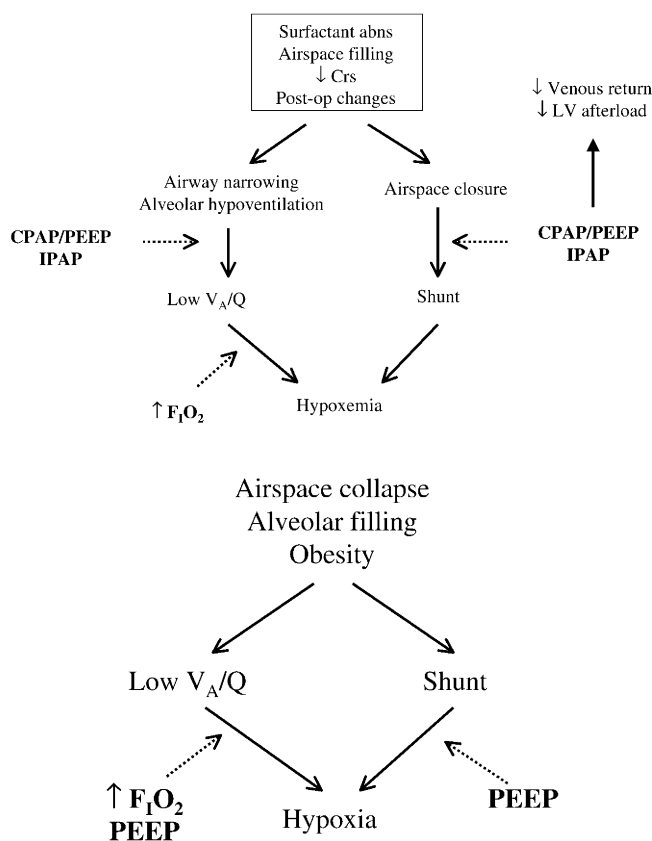 Surfactant abns
Airspace filling
↓ Crs
Post-op changes
↓ Venous return
↓ LV afterload
Airway narrowing
Alveolar hypoventilation
Airspace closure
CPAP/PEEP
IPAP
CPAP/PEEP
IPAP
Low VA/Q
Shunt
↑ FIO2
Hypoxemia
Airspace collapse
Alveolar filling
Obesity
Low VA/Q
Shunt
↑ FIO2
PEEP
Hypoxia
PEEP